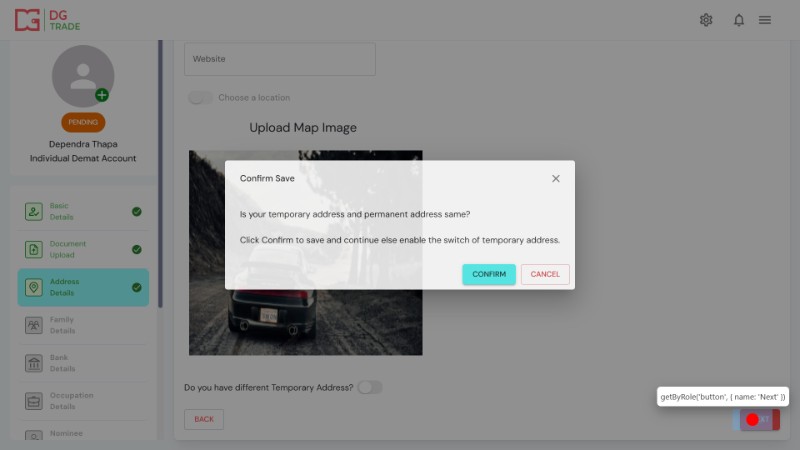 DG
TRADE
Website
Choose a location
PENDING
Dependra Thapa
Individual Demat Account
Upload Map Image
Confirm Save
Is your temporary address and permanent address same?
Click Confirm to save and continue else enable the switch of temporary address.
CONFIRM
CANCEL
Basic
Details
Document
Upload
Address
Details
Family
Details
Bank
Details
Occupation
Details
Nominee
Do you have different Temporary Address?
getByRole('button', { name: 'Next' })
BACK